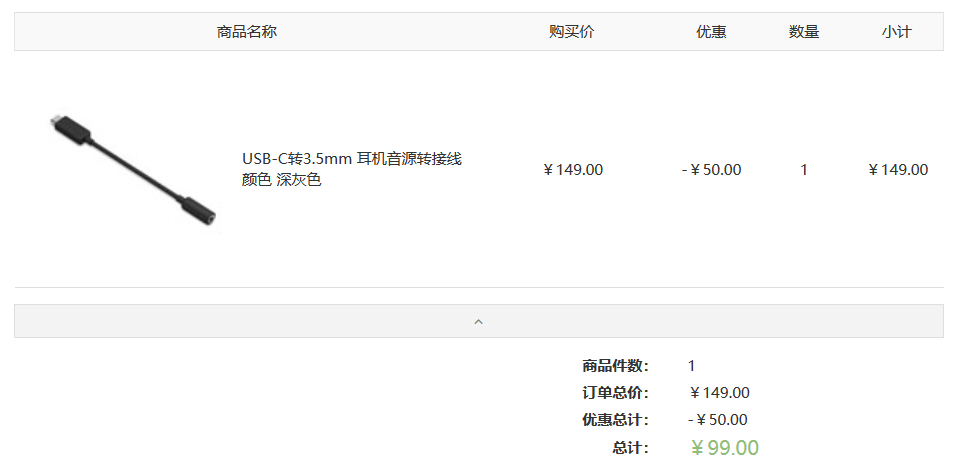 商品名称 购买价 优惠 数量 小计
USB-C转3.5mm 耳机音源转接线
颜色 深灰色
￥149.00 -￥50.00 1 ￥149.00
商品件数： 1
订单总价： ￥149.00
优惠总计： -￥50.00
总计： ￥99.00